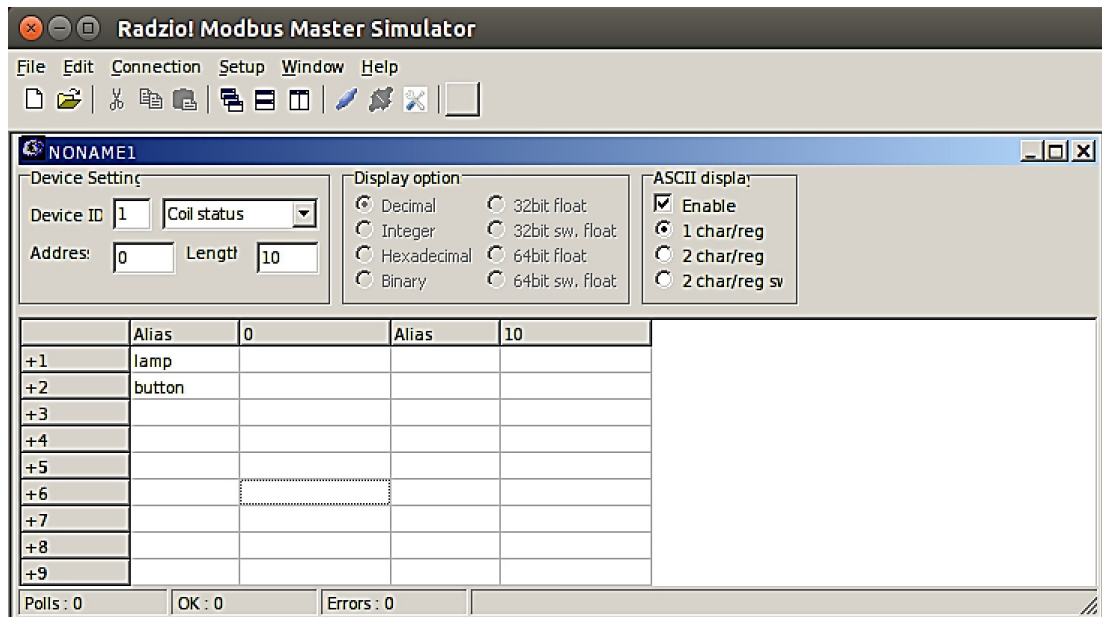 Radzio! Modbus Master Simulator
File Edit Connection Setup Window Help
NONAME1
Device Setting Display option ASCII display
Device ID 1 Coil status Decimal 32bit float Enable
Integer 32bit sw. float 1 char/reg
Addres: 0 Lengtl 10 Hexadecimal 64bit float 2 char/reg
Binary 64bit sw. float 2 char/reg sw
Alias 0 Alias 10
+1 lamp
+2 button
+3
+4
+5
+6
+7
+8
+9
Polls : 0 OK : 0 Errors : 0